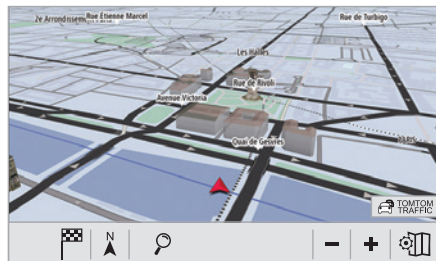 2e Arrondissement
Rue Étienne Marcel
Rue de Turbigo
Les Halles
Rue de Rivoli
Avenue Victoria
Quai de Gesvres
PARIS
N
TOMTOM
TRAFFIC